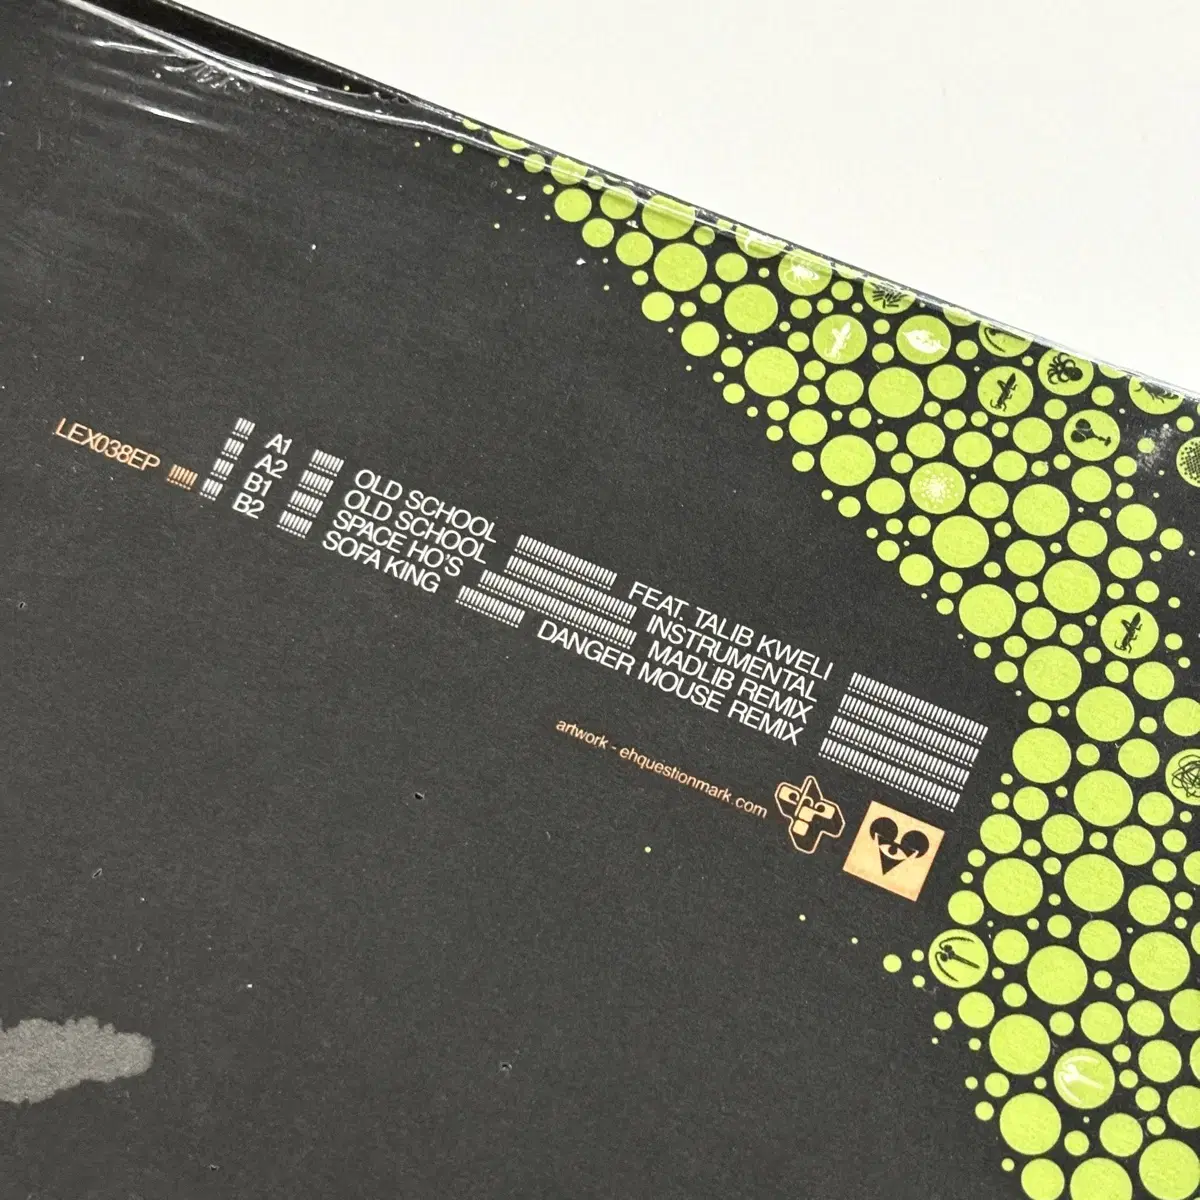 LEX038EP
A1 OLD SCHOOL FEAT. TALIB KWELI
A2 OLD SCHOOL INSTRUMENTAL
B1 SPACE HO'S MADLIB REMIX
B2 SOFA KING DANGER MOUSE REMIX
artwork - ehquestionmark.com